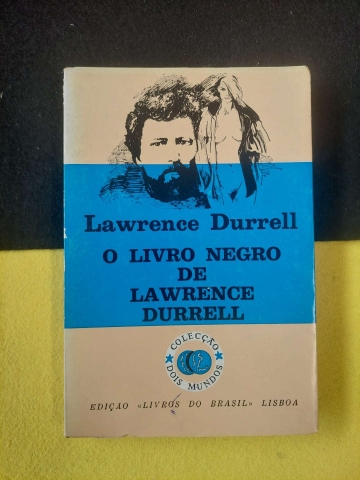 Lawrence Durrell
O LIVRO NEGRO
DE
LAWRENCE
DURRELL
COLECÇÃO
DOIS MUNDOS
EDIÇÃO «LIVROS DO BRASIL» LISBOA